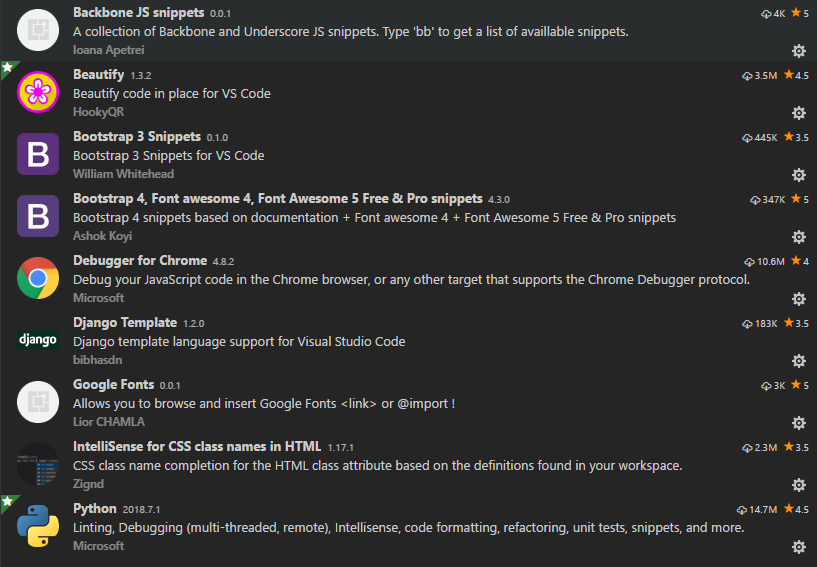 Backbone JS snippets 0.0.1 4K 5
A collection of Backbone and Underscore JS snippets. Type 'bb' to get a list of availlable snippets.
Ioana Apetrei
Beautify 1.3.2 3.5M 4.5
Beautify code in place for VS Code
HookyQR
B
Bootstrap 3 Snippets 0.1.0 445K 3.5
Bootstrap 3 Snippets for VS Code
William Whitehead
B
Bootstrap 4, Font awesome 4, Font Awesome 5 Free & Pro snippets 4.3.0 347K 5
Bootstrap 4 snippets based on documentation + Font awesome 4 + Font Awesome 5 Free & Pro snippets
Ashok Koyi
Debugger for Chrome 4.8.2 10.6M 4
Debug your JavaScript code in the Chrome browser, or any other target that supports the Chrome Debugger protocol.
Microsoft
django
Django Template 1.2.0 183K 3.5
Django template language support for Visual Studio Code
bibhasdn
Google Fonts 0.0.1 3K 5
Allows you to browse and insert Google Fonts <link> or @import !
Lior CHAMLA
IntelliSense for CSS class names in HTML 1.17.1 2.3M 3.5
CSS class name completion for the HTML class attribute based on the definitions found in your workspace.
Zignd
Python 2018.7.1 14.7M 4.5
Linting, Debugging (multi-threaded, remote), Intellisense, code formatting, refactoring, unit tests, snippets, and more.
Microsoft